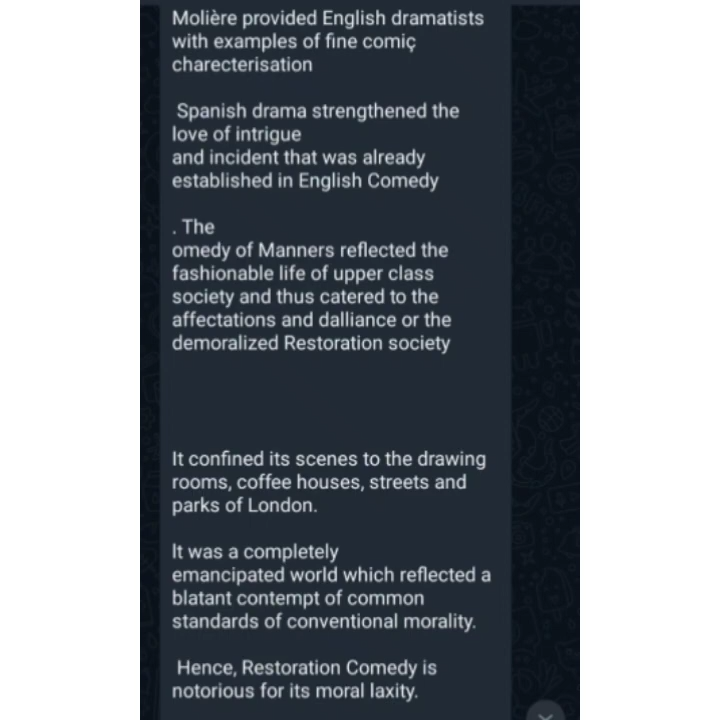 Molière provided English dramatists
with examples of fine comiç
charecterisation
Spanish drama strengthened the
love of intrigue
and incident that was already
established in English Comedy
. The
omedy of Manners reflected the
fashionable life of upper class
society and thus catered to the
affectations and dalliance or the
demoralized Restoration society
It confined its scenes to the drawing
rooms, coffee houses, streets and
parks of London.
It was a completely
emancipated world which reflected a
blatant contempt of common
standards of conventional morality.
Hence, Restoration Comedy is
notorious for its moral laxity.